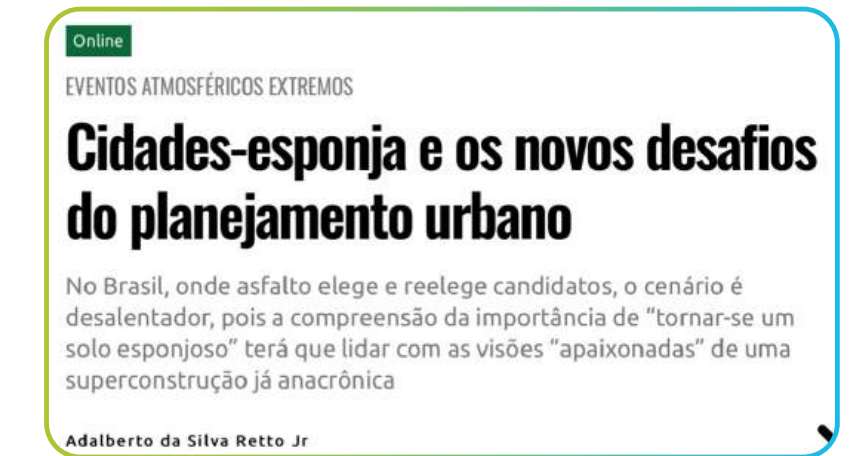 Online
EVENTOS ATMOSFÉRICOS EXTREMOS
Cidades-esponja e os novos desafios
do planejamento urbano
No Brasil, onde asfalto elege e reelege candidatos, o cenário é
desalentador, pois a compreensão da importância de “tornar-se um
solo esponjoso” terá que lidar com as visões “apaixonadas” de uma
superconstrução já anacrônica
Adalberto da Silva Retto Jr